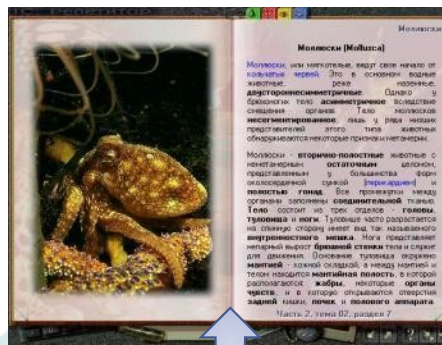 Моллюски
Моллюски (Mollusca)
Моллюски, или мягкотелые, ведут свое начало от
кольчатых червей. Это в основном водные
животные, реже наземные,
двустороннесимметричные. Однако у
брюхоногих тело асимметричное вследствие
смещения органов. Тело моллюсков
несегментированное, лишь у ряда низших
представителей этого типа животных
обнаруживаются некоторые признаки метамерии.
Моллюски - вторично-полостные животные с
неметамерным остаточным целомом,
представленным у большинства форм
околосердечной сумкой (перикардием) и
полостью гонад. Все промежутки между
органами заполнены соединительной тканью.
Тело состоит из трех отделов - головы,
туловища и ноги. Туловище часто разрастается
на спинную сторону имеет вид так называемого
внутренностного мешка. Нога представляет
непарный вырост брюшной стенки тела и служит
для движения. Основание туловища окружено
мантией - кожной складкой, а между мантией и
телом находится мантийная полость, в которой
располагаются жабры, некоторые органы
чувств, и в которую открываются отверстия
задней кишки, почек и полового аппарата.
Часть 2, тема 02, раздел 7